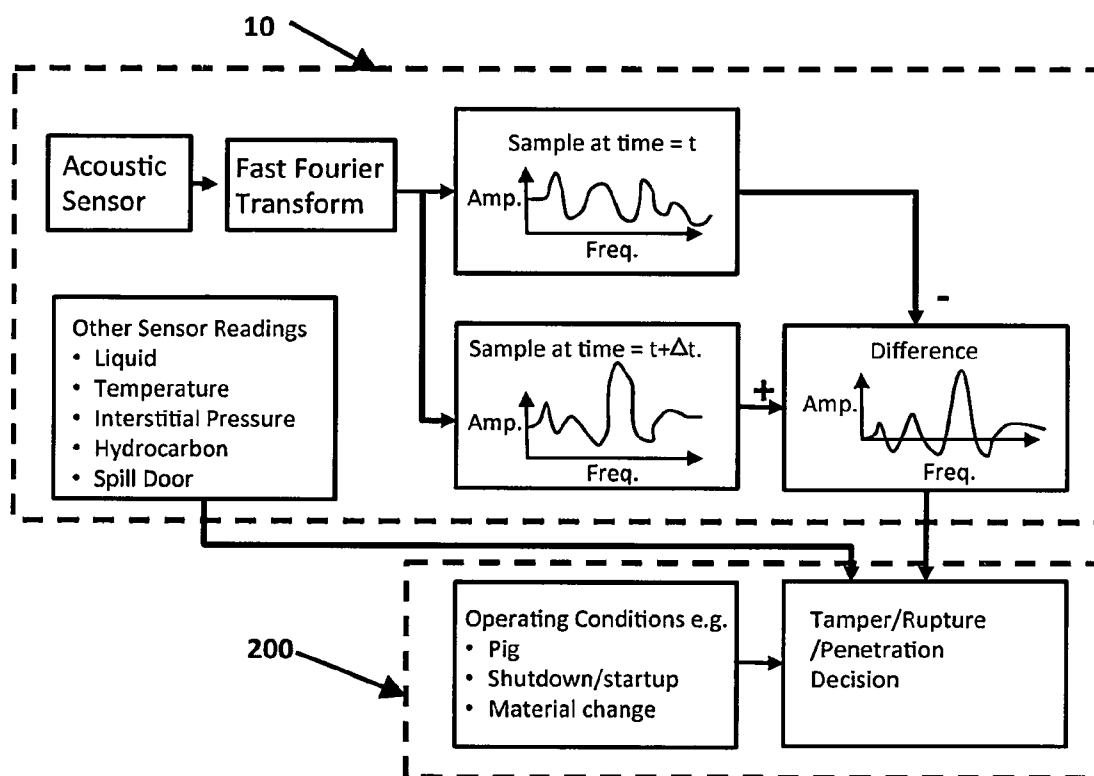 10
Acoustic
Sensor
Fast Fourier
Transform
Sample at time = t
Amp.
Freq.
-
Other Sensor Readings
• Liquid
• Temperature
• Interstitial Pressure
• Hydrocarbon
• Spill Door
Sample at time = t+Δt.
Amp.
Freq.
+
Difference
Amp.
Freq.
200
Operating Conditions e.g.
• Pig
• Shutdown/startup
• Material change
Tamper/Rupture
/Penetration
Decision